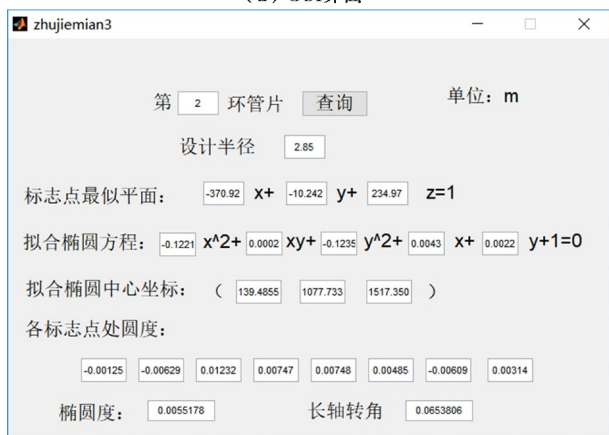 zhujiemian3
第 2 环管片 查询 单位：m
设计半径 2.85
标志点最似平面： -370.92 x+ -10.242 y+ 234.97 z=1
拟合椭圆方程： -0.1221 x^2+ 0.0002 xy+ -0.1235 y^2+ 0.0043 x+ 0.0022 y+1=0
拟合椭圆中心坐标： （ 139.4855 1077.733 1517.350 ）
各标志点处圆度：
-0.00125 -0.00629 0.01232 0.00747 0.00748 0.00485 -0.00609 0.00314
椭圆度： 0.0055178 长轴转角 0.0653806